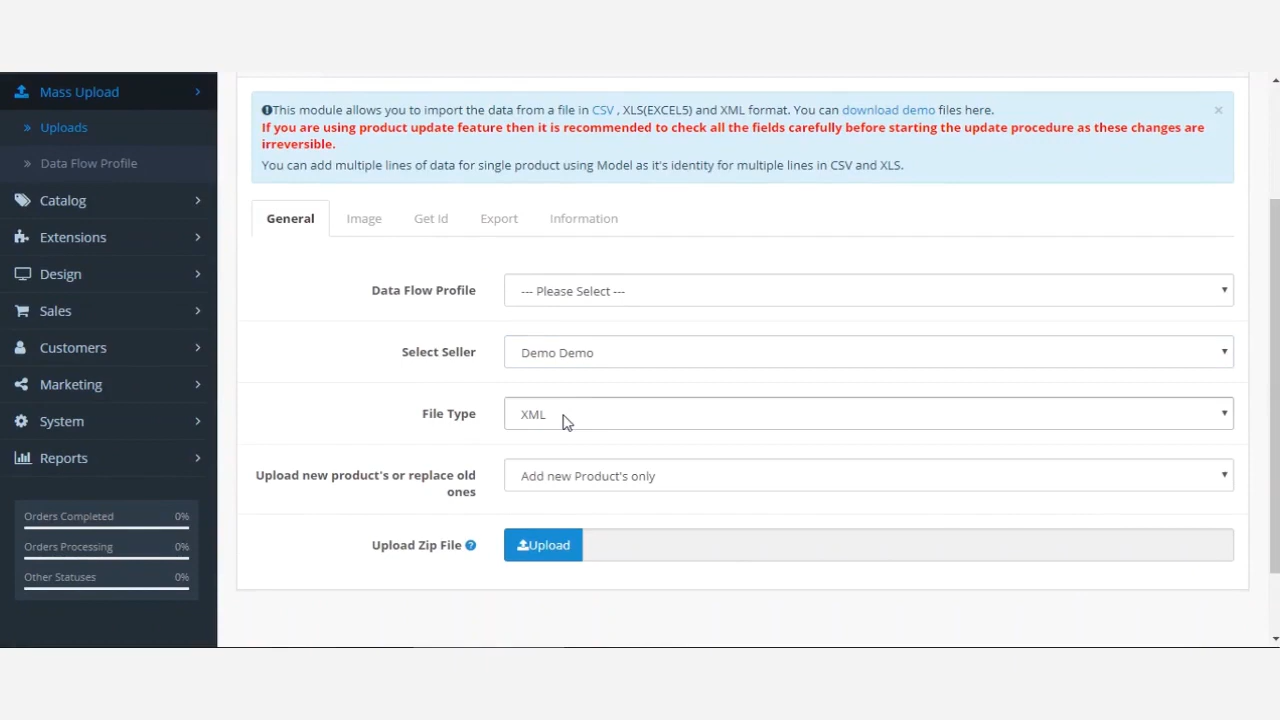 Mass Upload
Uploads
Data Flow Profile
Catalog
Extensions
Design
Sales
Customers
Marketing
System
Reports
Orders Completed 0%
Orders Processing 0%
Other Statuses 0%
This module allows you to import the data from a file in CSV , XLS(EXCEL5) and XML format. You can download demo files here. ×
If you are using product update feature then it is recommended to check all the fields carefully before starting the update procedure as these changes are
irreversible.
You can add multiple lines of data for single product using Model as it's identity for multiple lines in CSV and XLS.
General Image Get Id Export Information
Data Flow Profile --- Please Select ---
Select Seller Demo Demo
File Type XML
Upload new product's or replace old
ones
Add new Product's only
Upload Zip File Upload